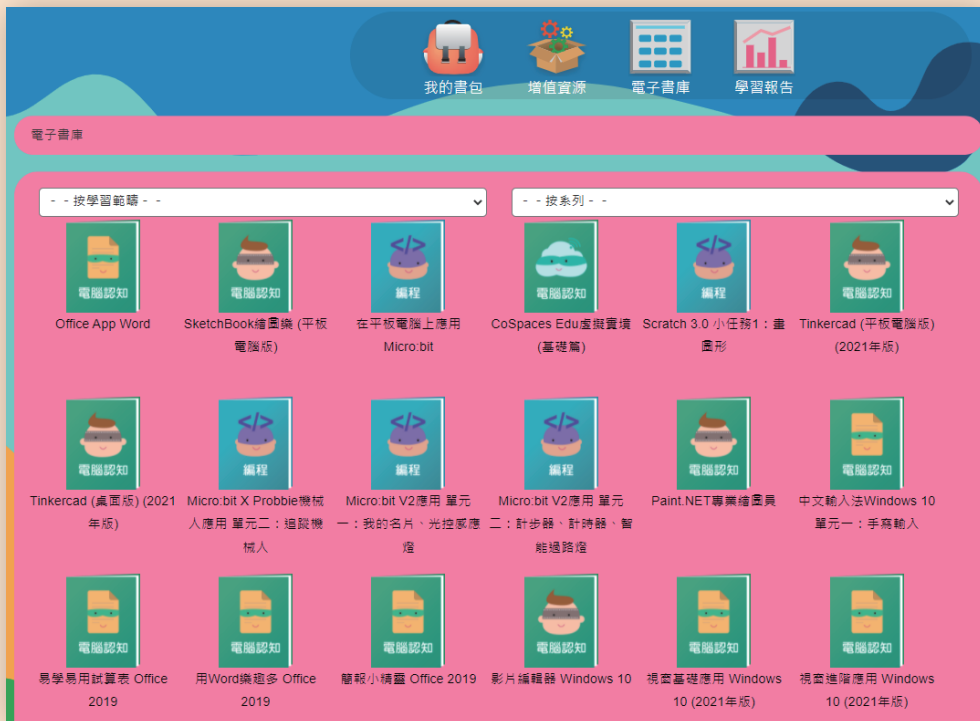 我的書包 增值資源 電子書庫 學習報告
電子書庫
- - 按學習範疇 - - - - 按系列 - -
電腦認知 電腦認知 </> 編程 電腦認知 </> 編程 電腦認知
Office App Word SketchBook繪圖樂 (平板 在平板電腦上應用 CoSpaces Edu虛擬實境 Scratch 3.0 小任務1：畫 Tinkercad (平板電腦版)
電腦版) Micro:bit (基礎篇) 圖形 (2021年版)
電腦認知 </> 編程 </> 編程 </> 編程 電腦認知 電腦認知
Tinkercad (桌面版) (2021 Micro:bit X Probbie機械 Micro:bit V2應用 單元 Micro:bit V2應用 單元 Paint.NET專業繪圖員 中文輸入法Windows 10
年版) 人應用 單元二：追蹤機 一：我的名片、光控感應 二：計步器、計時器、智 單元一：手寫輸入
械人 燈 能過路燈
電腦認知 電腦認知 電腦認知 電腦認知 電腦認知 電腦認知
易學易用試算表 Office 用Word樂趣多 Office 簡報小精靈 Office 2019 影片編輯器 Windows 10 視窗基礎應用 Windows 視窗進階應用 Windows
2019 2019 10 (2021年版) 10 (2021年版)